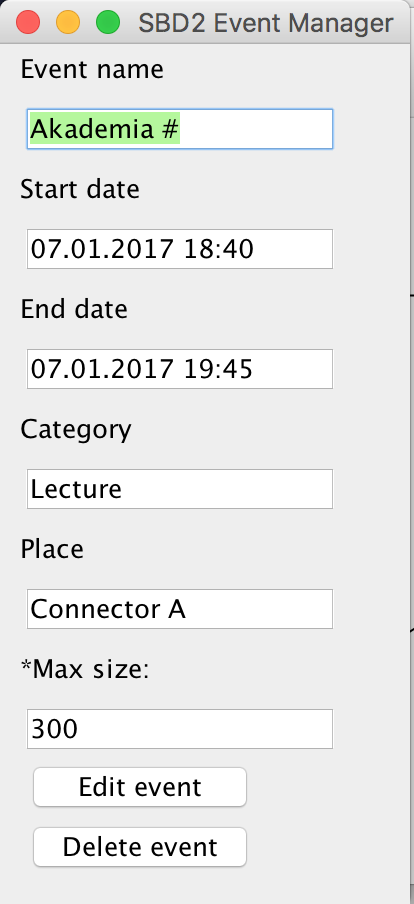 SBD2 Event Manager
Event name
Akademia #
Start date
07.01.2017 18:40
End date
07.01.2017 19:45
Category
Lecture
Place
Connector A
*Max size:
300
Edit event
Delete event